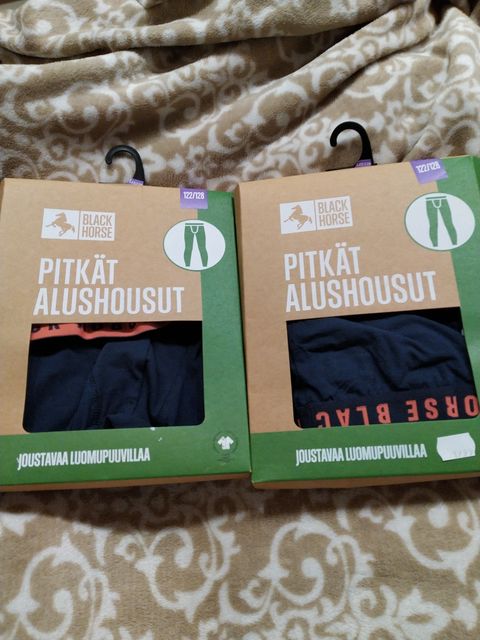 122/128
BLACK
HORSE
PITKÄT
ALUSHOUSUT
JOUSTAVAA LUOMUPUUVILLAA
122/128
BLACK
HORSE
PITKÄT
ALUSHOUSUT
ORSE BLAC
JOUSTAVAA LUOMUPUUVILLAA